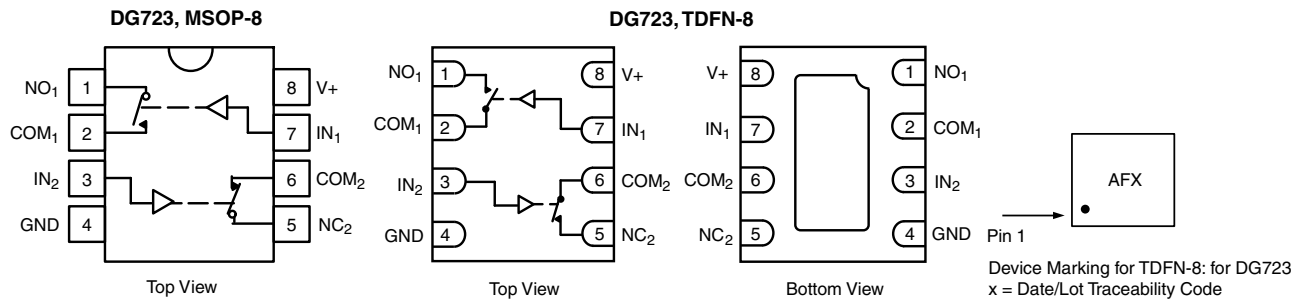 DG723, MSOP-8
NO1 1
8 V+
COM1 2
7 IN1
IN2 3
6 COM2
GND 4
5 NC2
Top View
DG723, TDFN-8
NO1 1
8 V+
COM1 2
7 IN1
IN2 3
6 COM2
GND 4
5 NC2
Top View
V+ 8
1 NO1
IN1 7
2 COM1
COM2 6
3 IN2
NC2 5
4 GND
Bottom View
AFX
Pin 1
Device Marking for TDFN-8: for DG723
x = Date/Lot Traceability Code